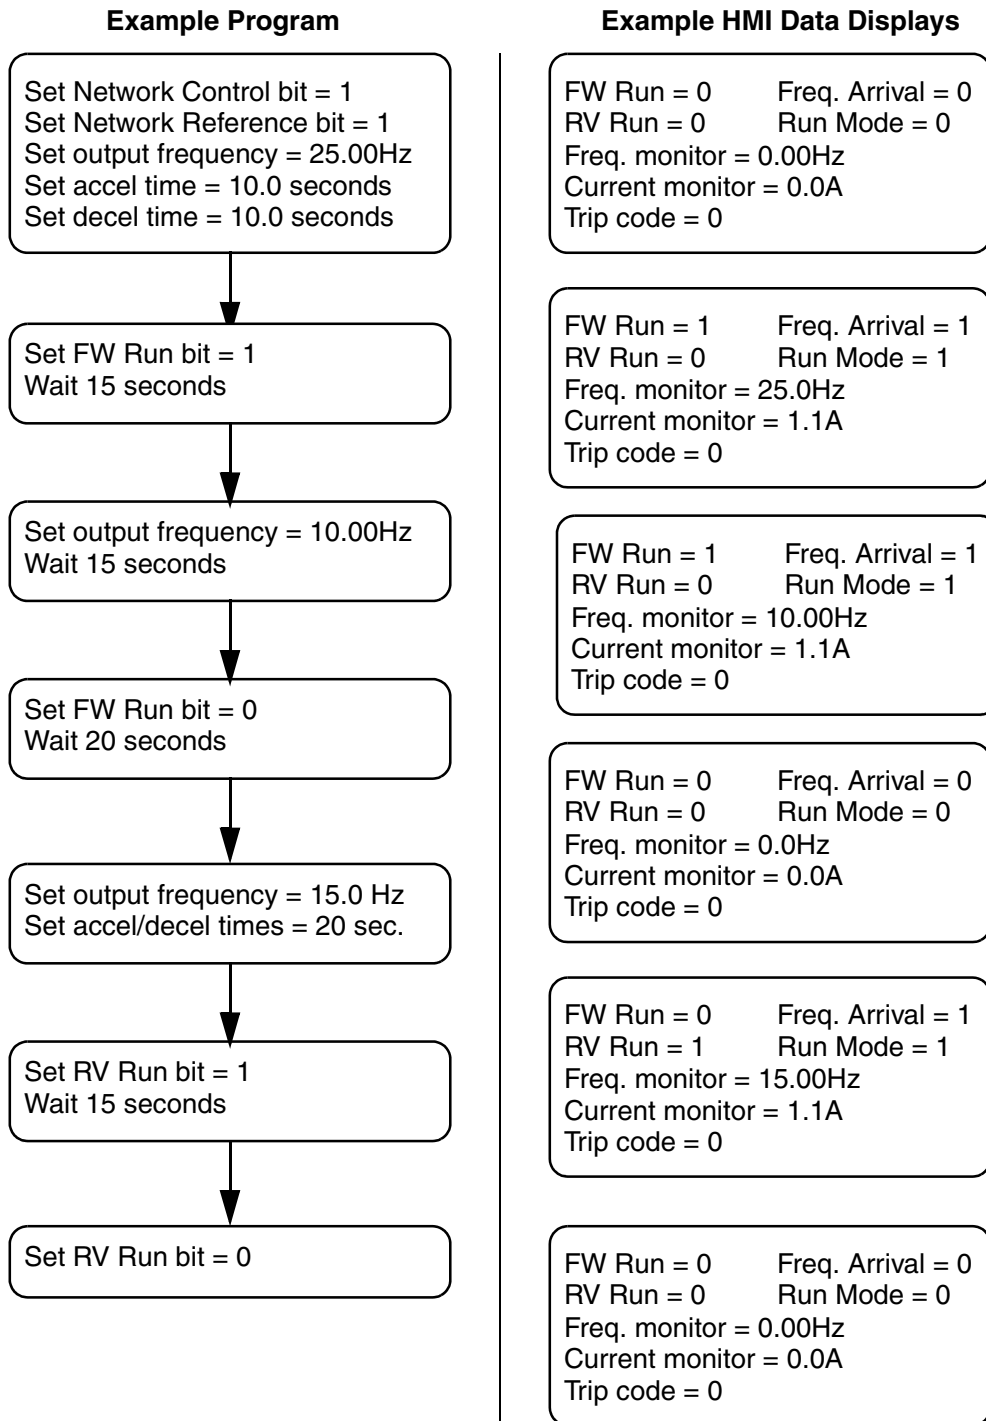 Example Program
Set Network Control bit = 1
Set Network Reference bit = 1
Set output frequency = 25.00Hz
Set accel time = 10.0 seconds
Set decel time = 10.0 seconds
Set FW Run bit = 1
Wait 15 seconds
Set output frequency = 10.00Hz
Wait 15 seconds
Set FW Run bit = 0
Wait 20 seconds
Set output frequency = 15.0 Hz
Set accel/decel times = 20 sec.
Set RV Run bit = 1
Wait 15 seconds
Set RV Run bit = 0
Example HMI Data Displays
FW Run = 0 Freq. Arrival = 0
RV Run = 0 Run Mode = 0
Freq. monitor = 0.00Hz
Current monitor = 0.0A
Trip code = 0
FW Run = 1 Freq. Arrival = 1
RV Run = 0 Run Mode = 1
Freq. monitor = 25.0Hz
Current monitor = 1.1A
Trip code = 0
FW Run = 1 Freq. Arrival = 1
RV Run = 0 Run Mode = 1
Freq. monitor = 10.00Hz
Current monitor = 1.1A
Trip code = 0
FW Run = 0 Freq. Arrival = 0
RV Run = 0 Run Mode = 0
Freq. monitor = 0.0Hz
Current monitor = 0.0A
Trip code = 0
FW Run = 0 Freq. Arrival = 1
RV Run = 1 Run Mode = 1
Freq. monitor = 15.00Hz
Current monitor = 1.1A
Trip code = 0
FW Run = 0 Freq. Arrival = 0
RV Run = 0 Run Mode = 0
Freq. monitor = 0.00Hz
Current monitor = 0.0A
Trip code = 0